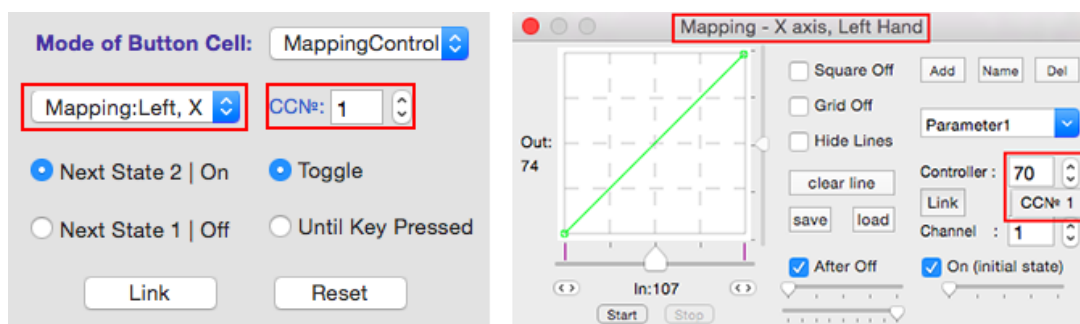 Mode of Button Cell: MappingControl
Mapping:Left, X CC№: 1
Next State 2 | On Toggle
Next State 1 | Off Until Key Pressed
Link Reset
Mapping - X axis, Left Hand
Square Off Add Name Del
Grid Off
Hide Lines Parameter1
Out:
74
clear line Controller : 70
Link CC№ 1
save load Channel : 1
After Off On (initial state)
In:107
Start Stop